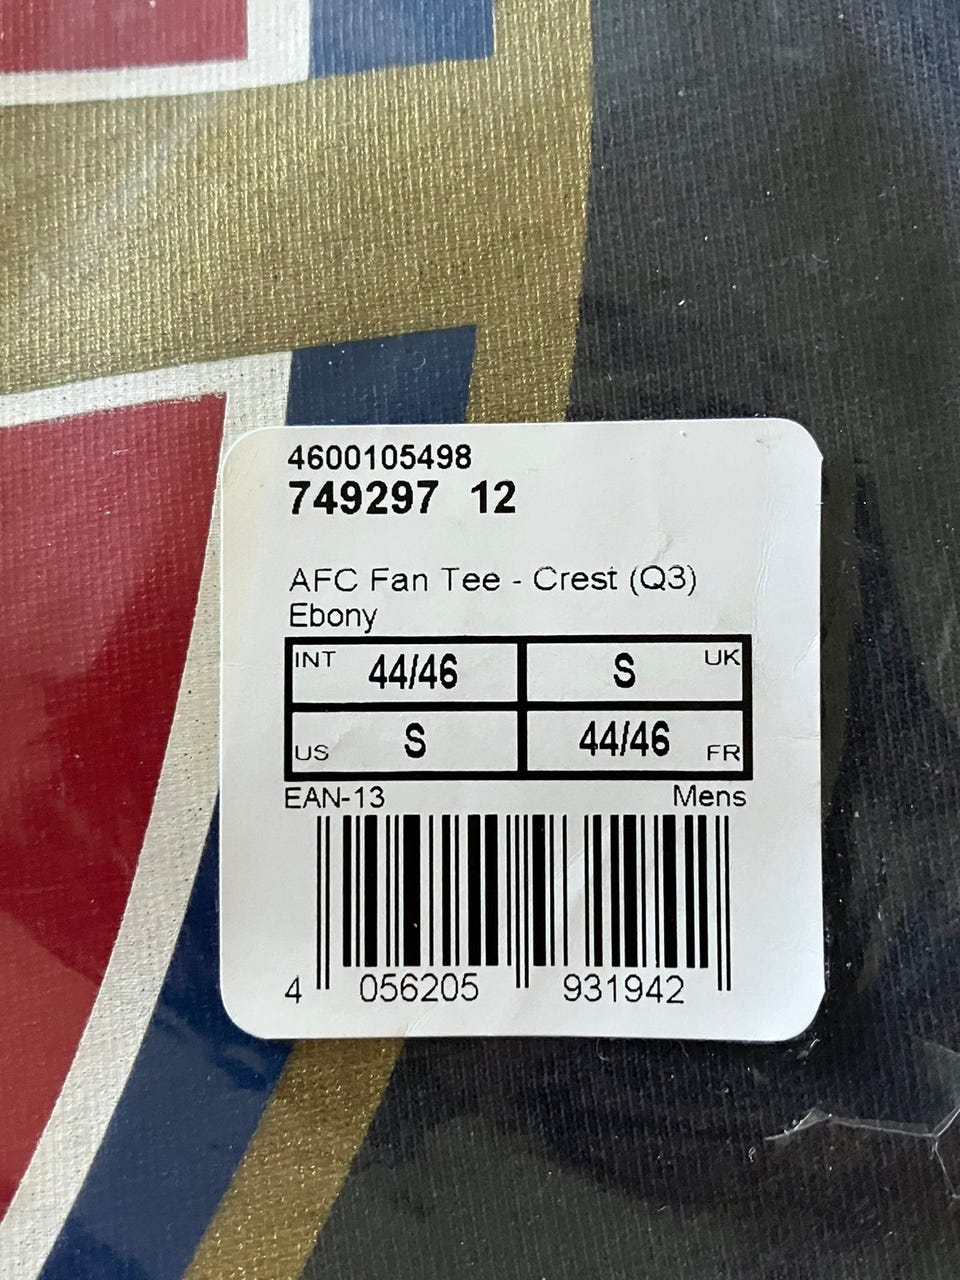 4600105498
749297 12
AFC Fan Tee - Crest (Q3)
Ebony
INT 44/46 S UK
US S 44/46 FR
EAN-13 Mens
4 056205 931942